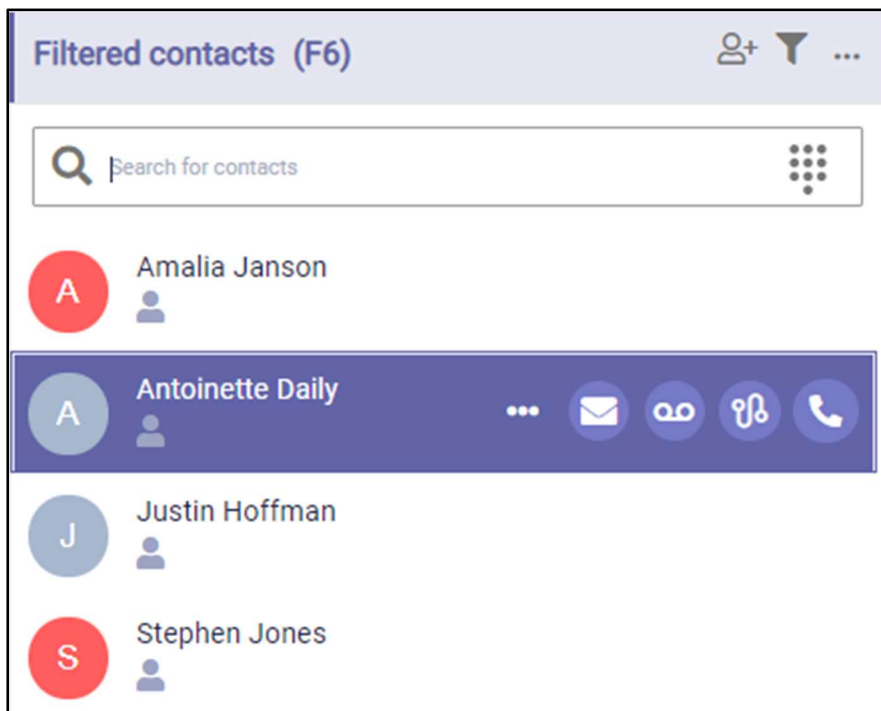 Filtered contacts (F6)
Search for contacts
A
Amalia Janson
A
Antoinette Daily
J
Justin Hoffman
S
Stephen Jones